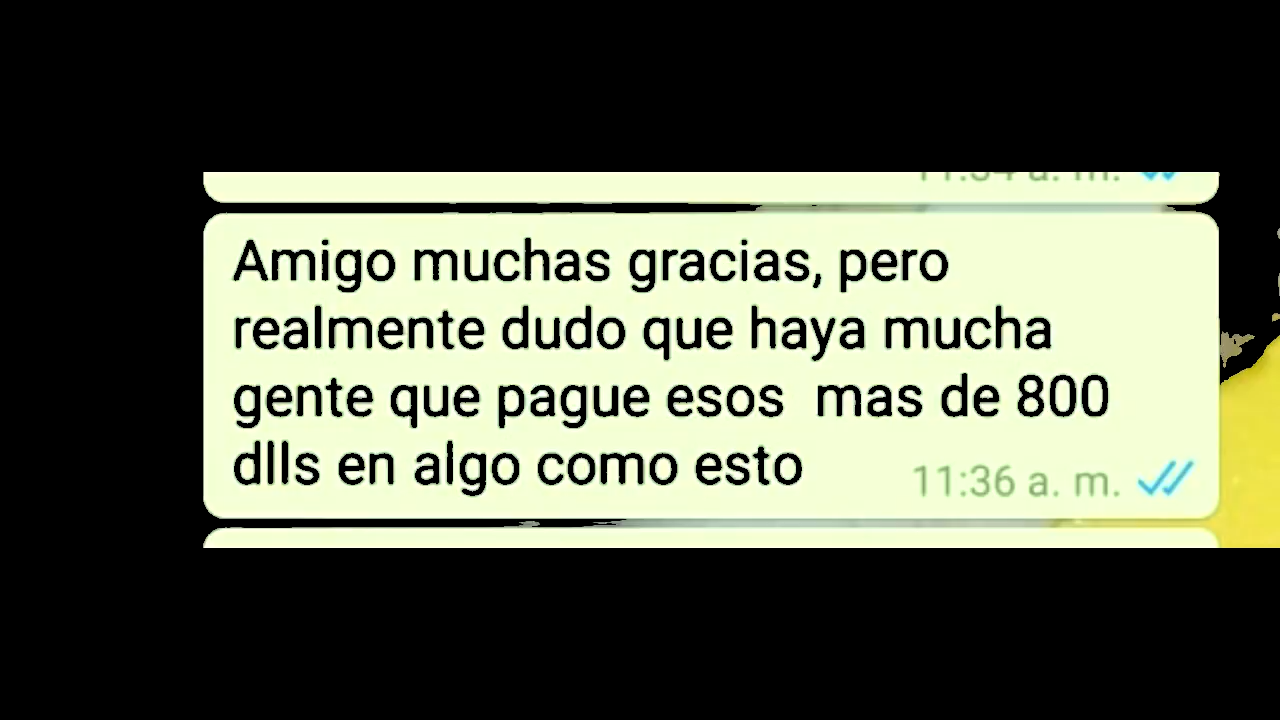 Amigo muchas gracias, pero
realmente dudo que haya mucha
gente que pague esos  mas de 800
dlls en algo como esto
11:36 a. m.